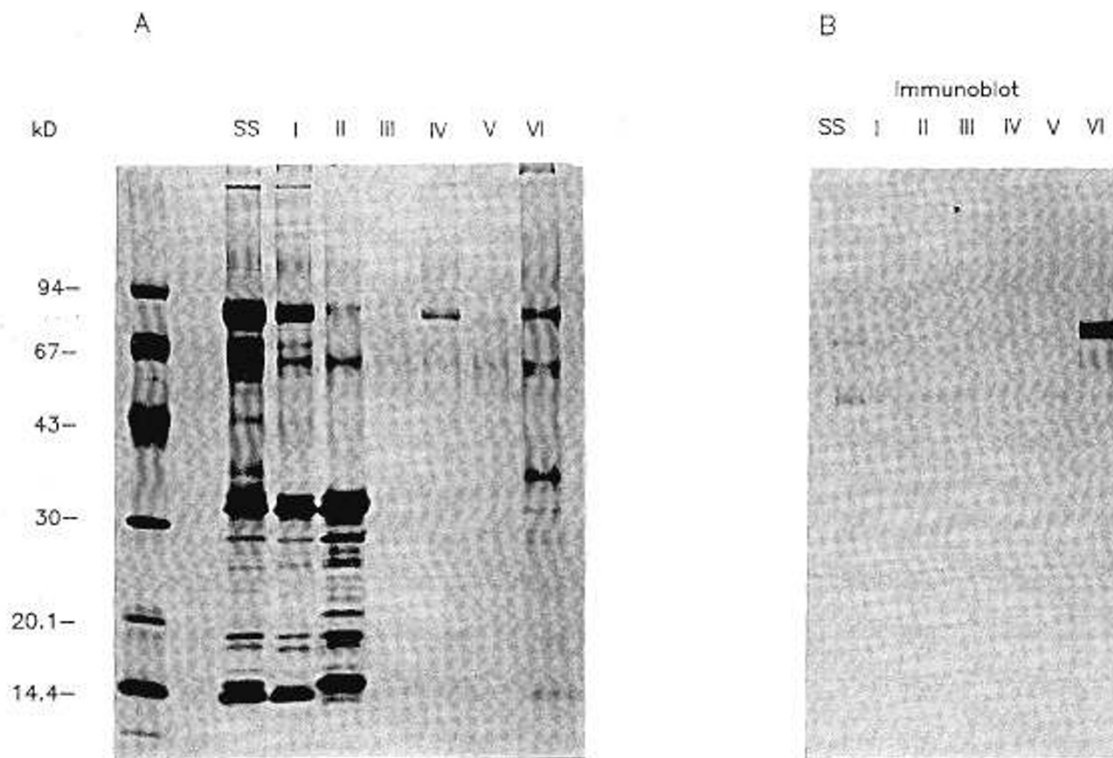 A
B
Immunoblot
kD SS I II III IV V VI
SS I II III IV V VI
94–
67–
43–
30–
20.1–
14.4–